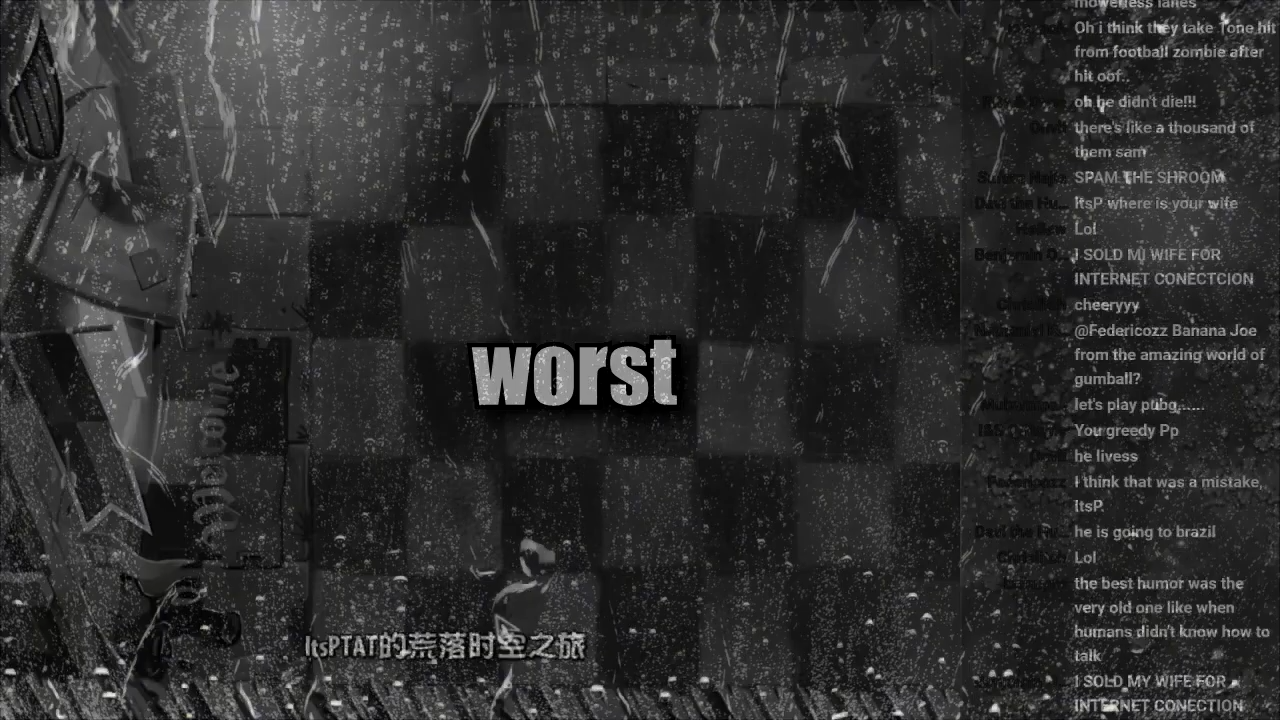 worst
Welcome
ItsPTAT的荒落时空之旅
mowerless lanes
Oh i think they take 1one hit
from football zombie after
hit oof..
oh he didn't die!!!
there's like a thousand of
them sam
SPAM THE SHROOM
ItsP where is your wife
Lol
I SOLD MI WIFE FOR
INTERNET CONECTCION
cheeryyy
@Federicozz Banana Joe
from the amazing world of
gumball?
let's play pubg......
You greedy Pp
he livess
Federicozz I think that was a mistake,
ItsP.
he is going to brazil
Lol
the best humor was the
very old one like when
humans didn't know how to
talk
I SOLD MY WIFE FOR
INTERNET CONECTION